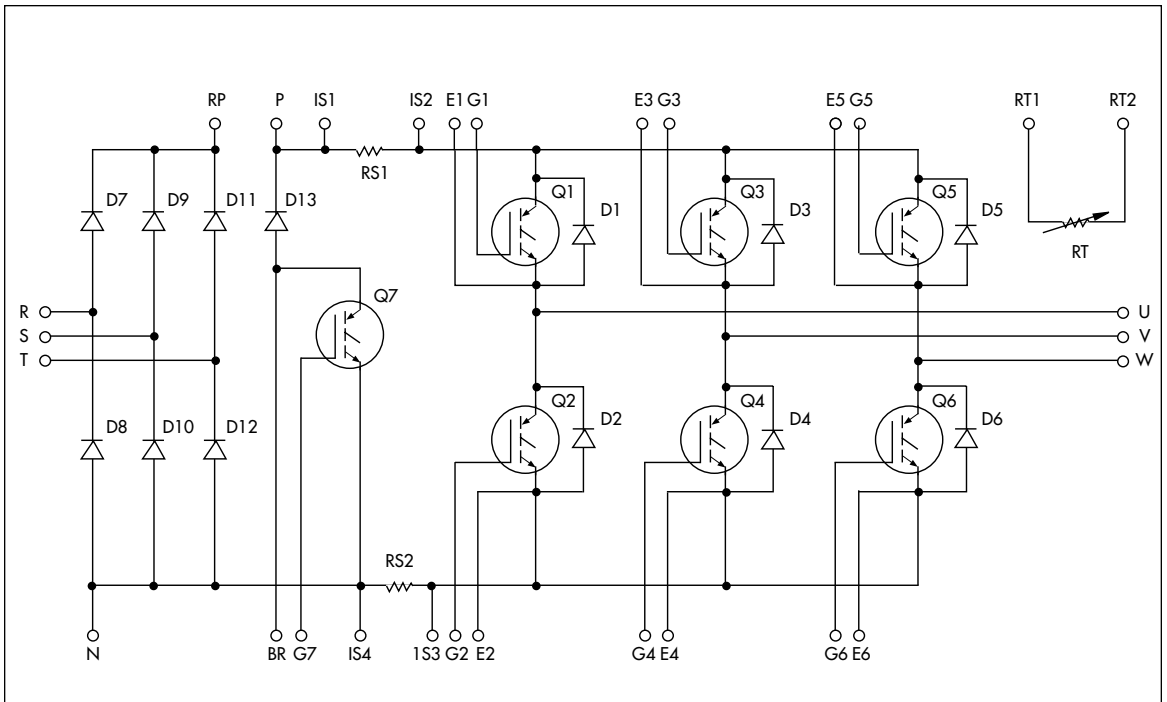 RP P IS1 IS2 E1 G1 E3 G3 E5 G5 RT1 RT2
RS1
D7 D9 D11 D13 Q1 D1 Q3 D3 Q5 D5
RT
Q7
R U
S V
T W
Q2 D2 Q4 D4 Q6 D6
D8 D10 D12
RS2
N BR G7 IS4 1S3 G2 E2 G4 E4 G6 E6